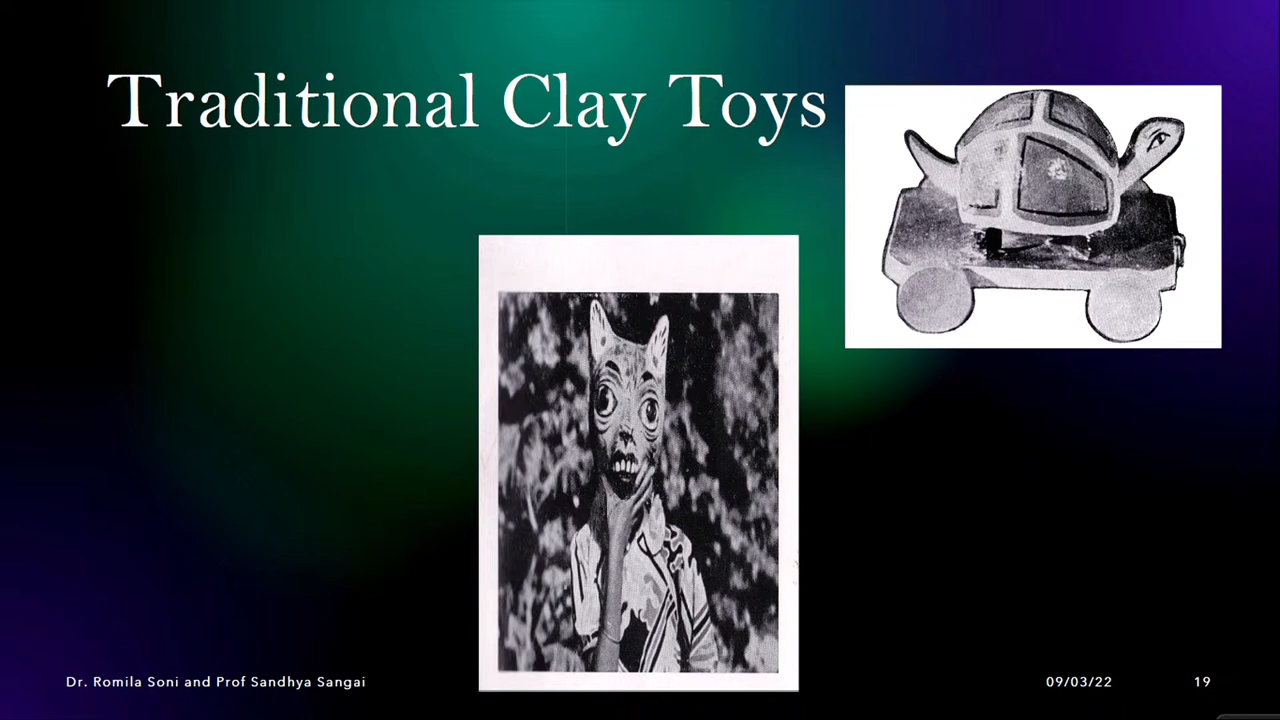 Traditional Clay Toys
Dr. Romila Soni and Prof Sandhya Sangai
09/03/22
19